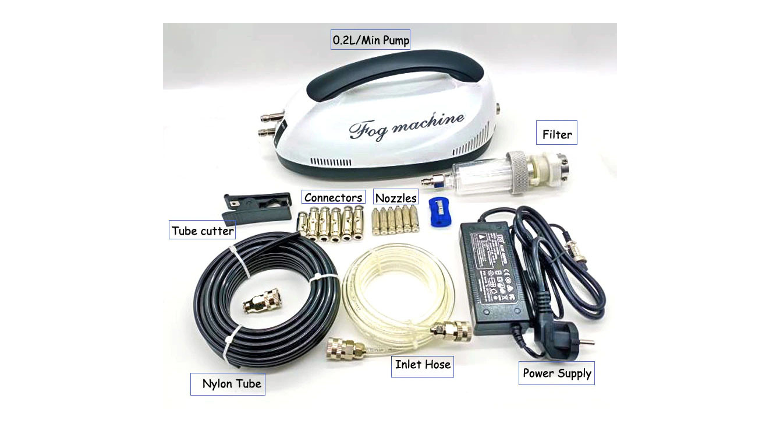 0.2L/Min Pump
Fog machine
Filter
Connectors
Nozzles
Tube cutter
Inlet Hose
Power Supply
Nylon Tube